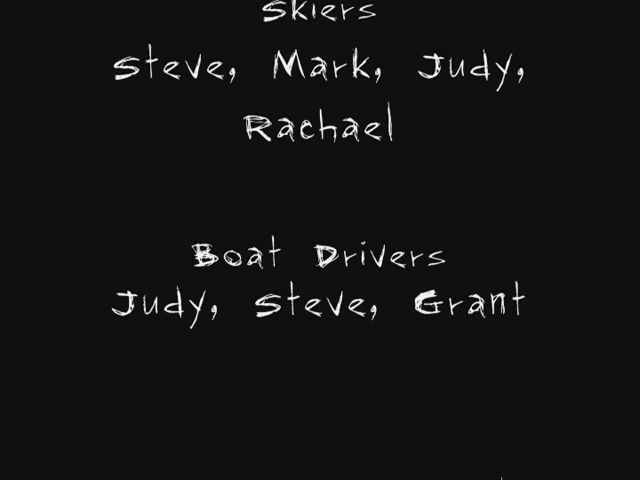 Skiers
Steve, Mark, Judy,
Rachael
Boat Drivers
Judy, Steve, Grant